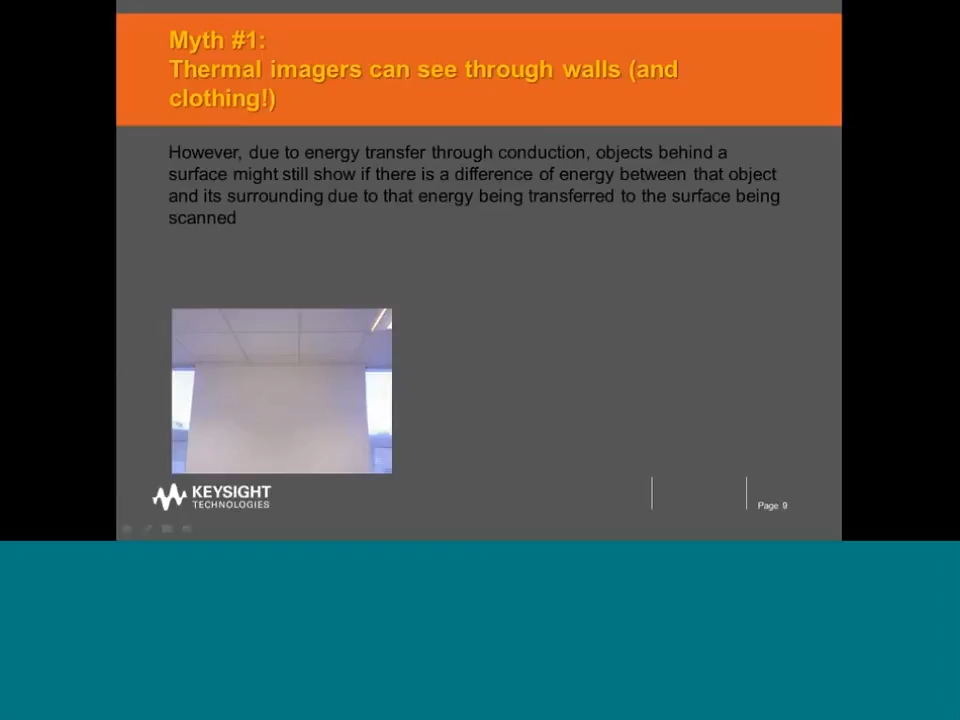 Myth #1:
Thermal imagers can see through walls (and
clothing!)
However, due to energy transfer through conduction, objects behind a
surface might still show if there is a difference of energy between that object
and its surrounding due to that energy being transferred to the surface being
scanned
KEYSIGHT
TECHNOLOGIES
Page 9